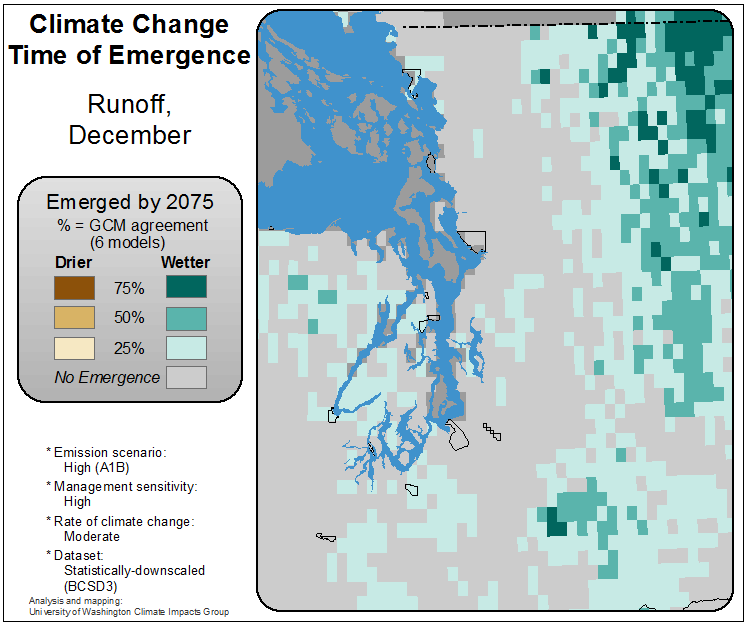 Climate Change
Time of Emergence
Runoff,
December
Emerged by 2075
% = GCM agreement
(6 models)
Drier Wetter
75%
50%
25%
No Emergence
* Emission scenario:
High (A1B)
* Management sensitivity:
High
* Rate of climate change:
Moderate
* Dataset:
Statistically-downscaled
(BCSD3)
Analysis and mapping:
University of Washington Climate Impacts Group